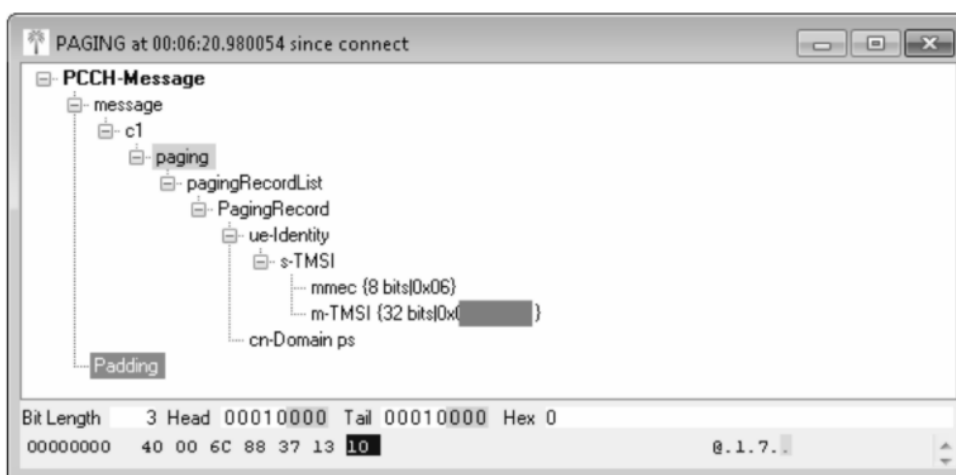 PAGING at 00:06:20.980054 since connect
PCCH-Message
message
c1
paging
pagingRecordList
PagingRecord
ue-Identity
s-TMSI
mmec {8 bits|0x06}
m-TMSI {32 bits|0x }
cn-Domain ps
Padding
Bit Length 3 Head 00010000 Tail 00010000 Hex 0
00000000 40 00 6C 88 37 13 10 @.1.7..